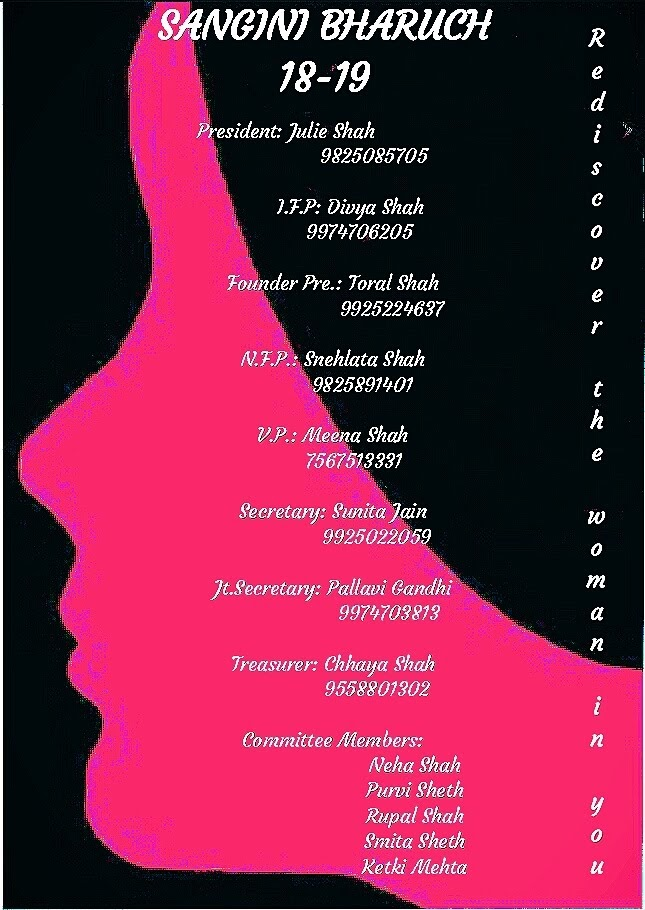 SANGINI BHARUCH
18-19
President: Julie Shah
9825085705
I.F.P: Divya Shah
9974706205
Founder Pre.: Toral Shah
9925224637
N.F.P.: Snehlata Shah
9825891401
V.P.: Meena Shah
7567513331
Secretary: Sunita Jain
9925022059
Jt.Secretary: Pallavi Gandhi
9974703813
Treasurer: Chhaya Shah
9558801302
Committee Members:
Neha Shah
Purvi Sheth
Rupal Shah
Smita Sheth
Ketki Mehta
Rediscover the woman in you